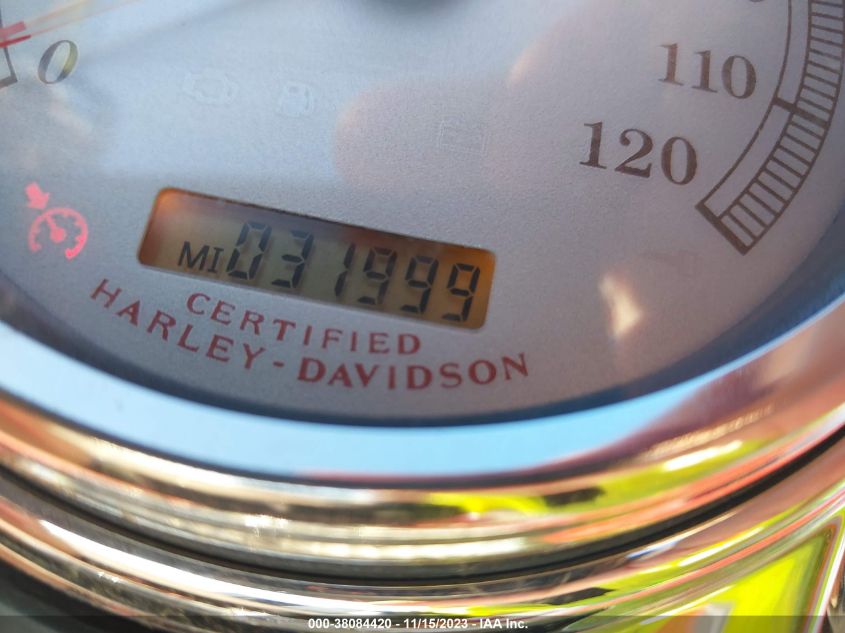 0
110
120
MI 031999
CERTIFIED
HARLEY-DAVIDSON
000-38084420 - 11/15/2023 - IAA Inc.